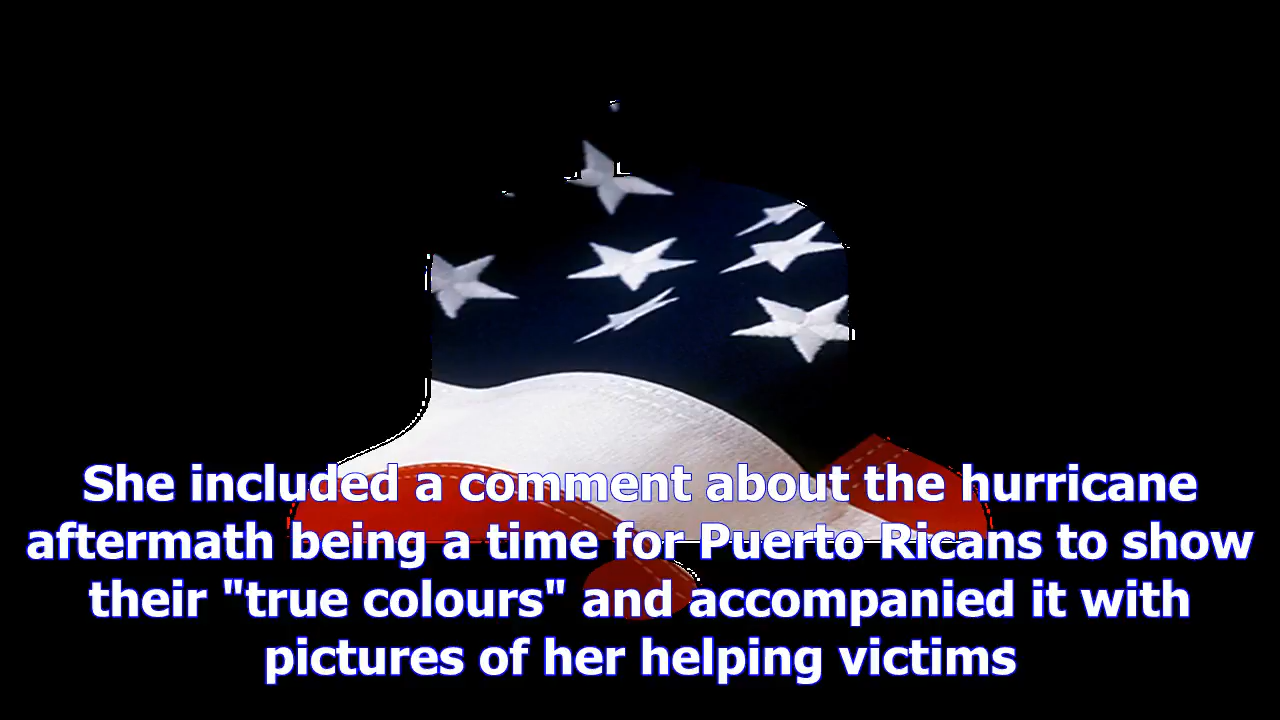 She included a comment about the hurricane
aftermath being a time for Puerto Ricans to show
their "true colours" and accompanied it with
pictures of her helping victims